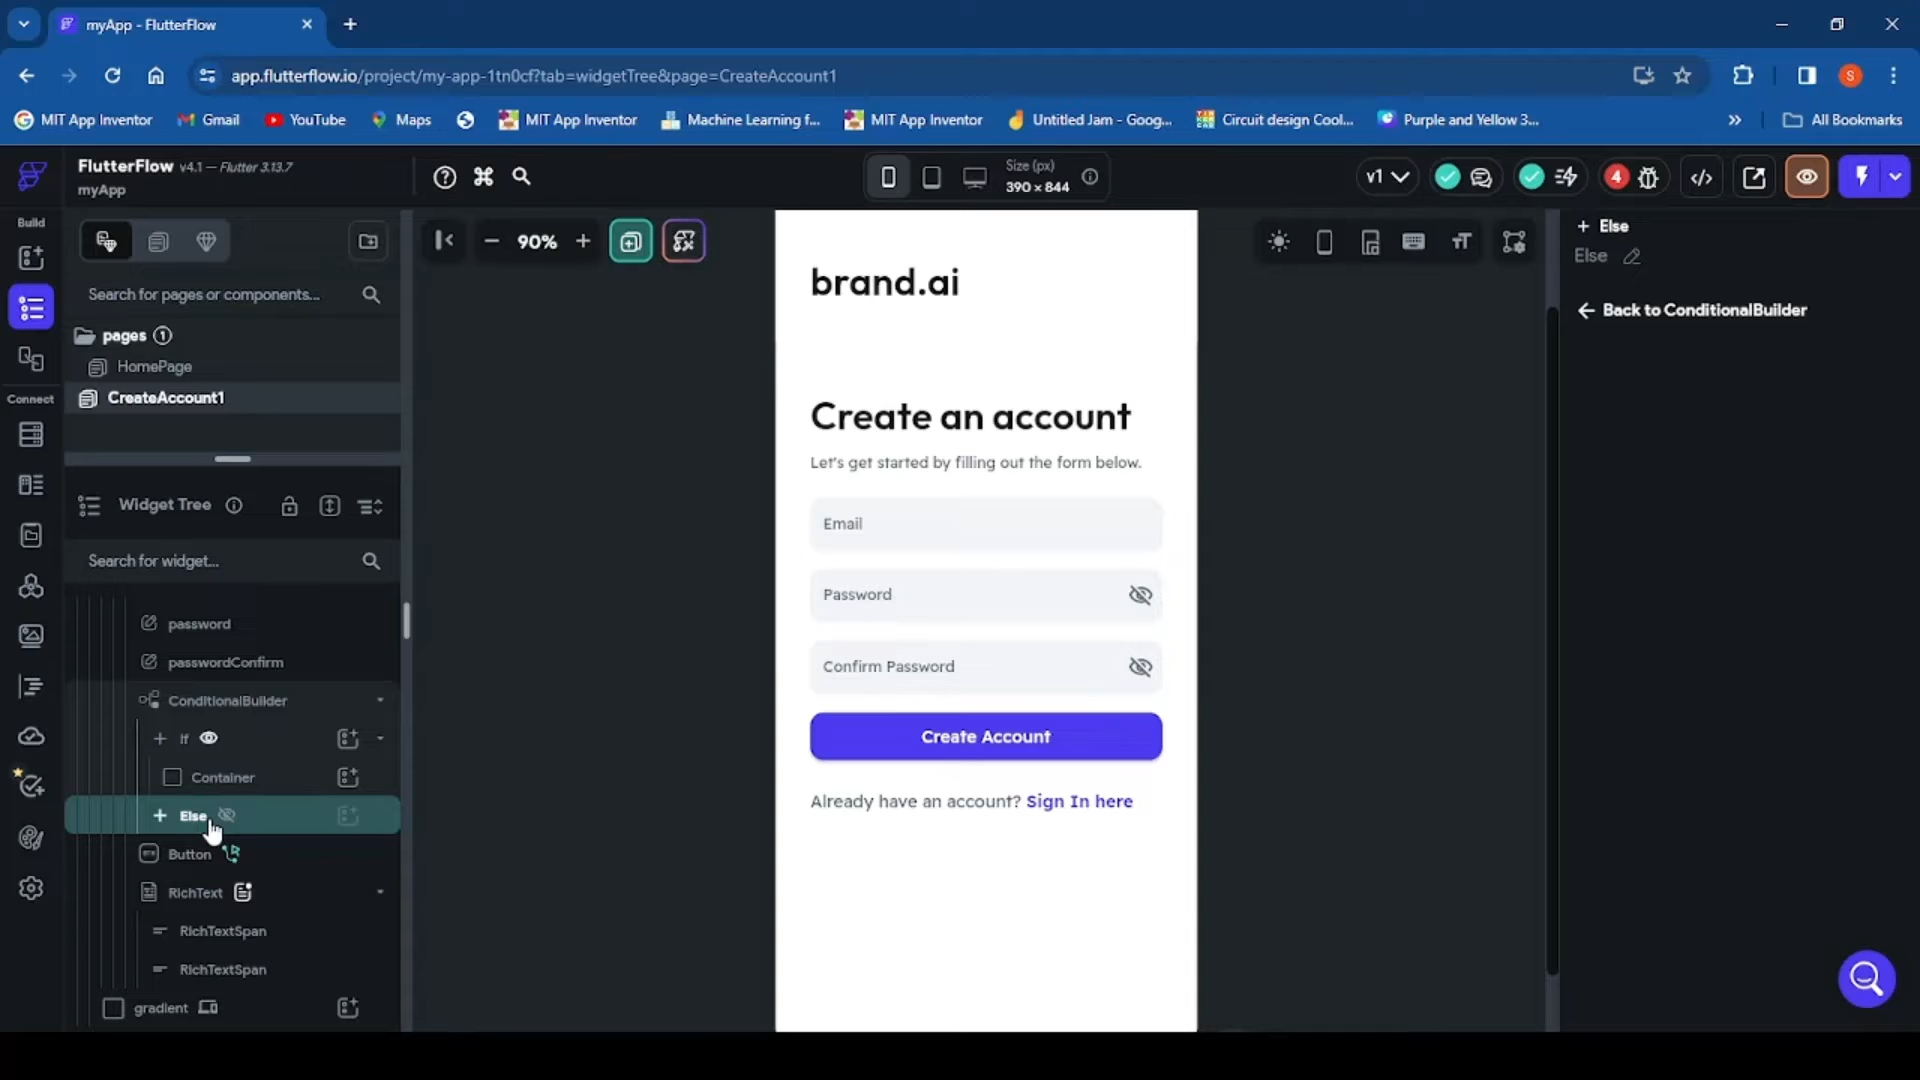 myApp - FlutterFlow
app.flutterflow.io/project/my-app-1tn0cf?tab=widgetTree&page=CreateAccount1
S
MIT App Inventor
Gmail
YouTube
Maps
MIT App Inventor
Machine Learning f...
MIT App Inventor
Untitled Jam - Goog...
Circuit design Cool...
Purple and Yellow 3...
All Bookmarks
FlutterFlow v4.1 — Flutter 3.13.7
myApp
Size (px)
390 × 844
v1
4
Build
Connect
Search for pages or components...
pages 1
HomePage
CreateAccount1
Widget Tree
Search for widget...
password
passwordConfirm
ConditionalBuilder
If
Container
Else
Button
RichText
RichTextSpan
RichTextSpan
gradient
90%
brand.ai
Create an account
Let's get started by filling out the form below.
Email
Password
Confirm Password
Create Account
Already have an account? Sign In here
+ Else
Else
Back to ConditionalBuilder